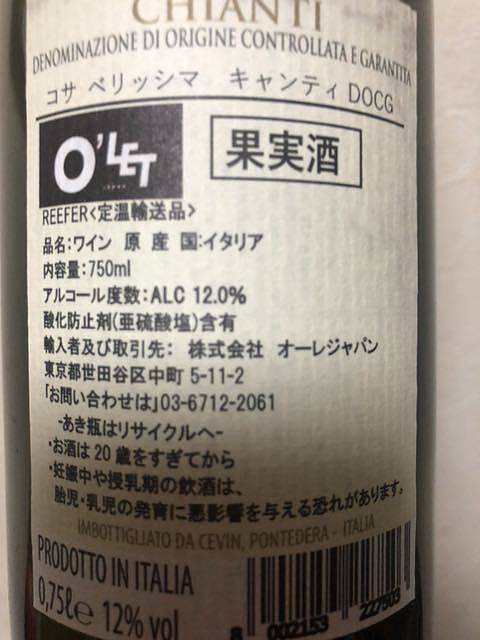 CHIANTI
DENOMINAZIONE DI ORIGINE CONTROLLATA E GARANTITA
コサ ベリッシマ キャンティ DOCG
O'LET
果実酒
REEFER<定温輸送品>
品名:ワイン 原 産 国:イタリア
内容量:750ml
アルコール度数:ALC 12.0%
酸化防止剤(亜硫酸塩)含有
輸入者及び取引先: 株式会社 オーレジャパン
東京都世田谷区中町 5-11-2
「お問い合わせは」03-6712-2061
-あき瓶はリサイクルへ-
・お酒は 20 歳をすぎてから
・妊娠中や授乳期の飲酒は、
胎児・乳児の発育に悪影響を与える恐れがあります。
IMBOTTIGLIATO DA CEVIN, PONTEDERA - ITALIA
PRODOTTO IN ITALIA
0,75ℓ e 12% vol
8 002153 227503